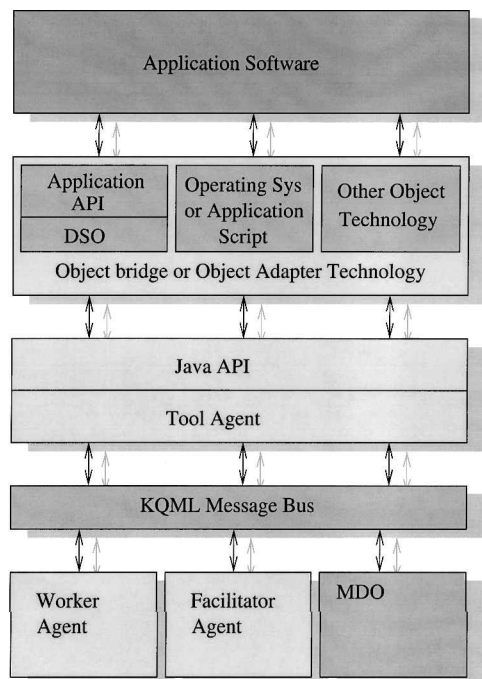 Application Software
Application
API
DSO
Operating Sys
or Application
Script
Other Object
Technology
Object bridge or Object Adapter Technology
Java API
Tool Agent
KQML Message Bus
Worker
Agent
Facilitator
Agent
MDO